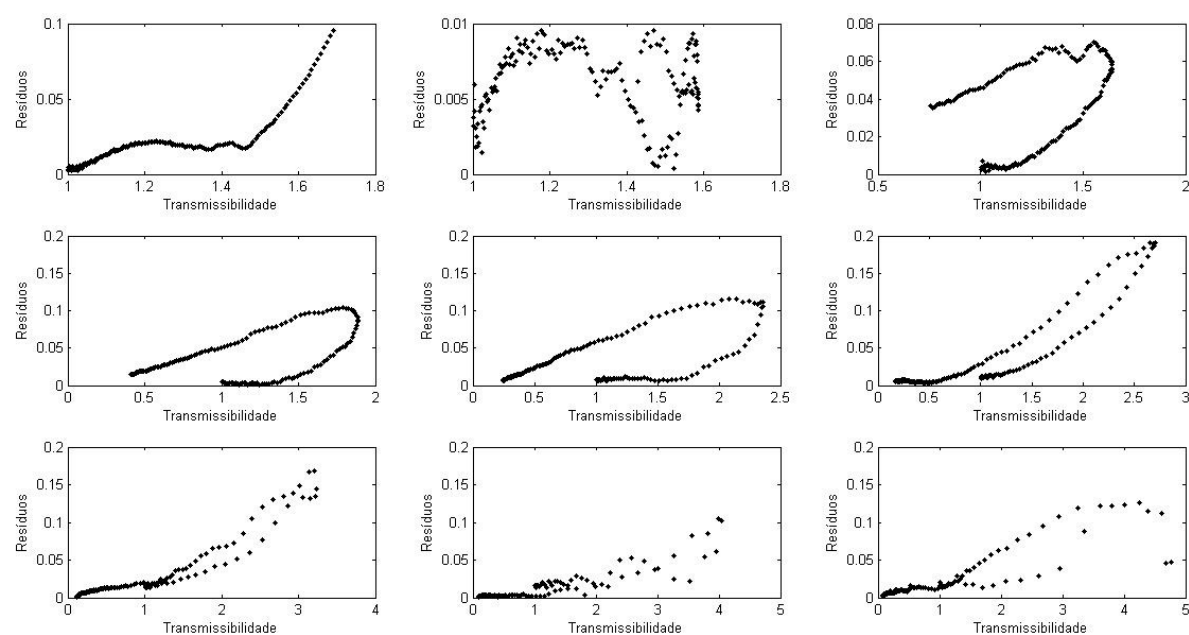 0.1
0.05
0
1 1.2 1.4 1.6 1.8
Resíduos
Transmissibilidade
0.01
0.005
0
1 1.2 1.4 1.6 1.8
Resíduos
Transmissibilidade
0.08
0.06
0.04
0.02
0
0.5 1 1.5 2
Resíduos
Transmissibilidade
0.2
0.15
0.1
0.05
0
0 0.5 1 1.5 2
Resíduos
Transmissibilidade
0.2
0.15
0.1
0.05
0
0 0.5 1 1.5 2 2.5
Resíduos
Transmissibilidade
0.2
0.15
0.1
0.05
0
0 0.5 1 1.5 2 2.5 3
Resíduos
Transmissibilidade
0.2
0.15
0.1
0.05
0
0 1 2 3 4
Resíduos
Transmissibilidade
0.2
0.15
0.1
0.05
0
0 1 2 3 4 5
Resíduos
Transmissibilidade
0.2
0.15
0.1
0.05
0
0 1 2 3 4 5
Resíduos
Transmissibilidade